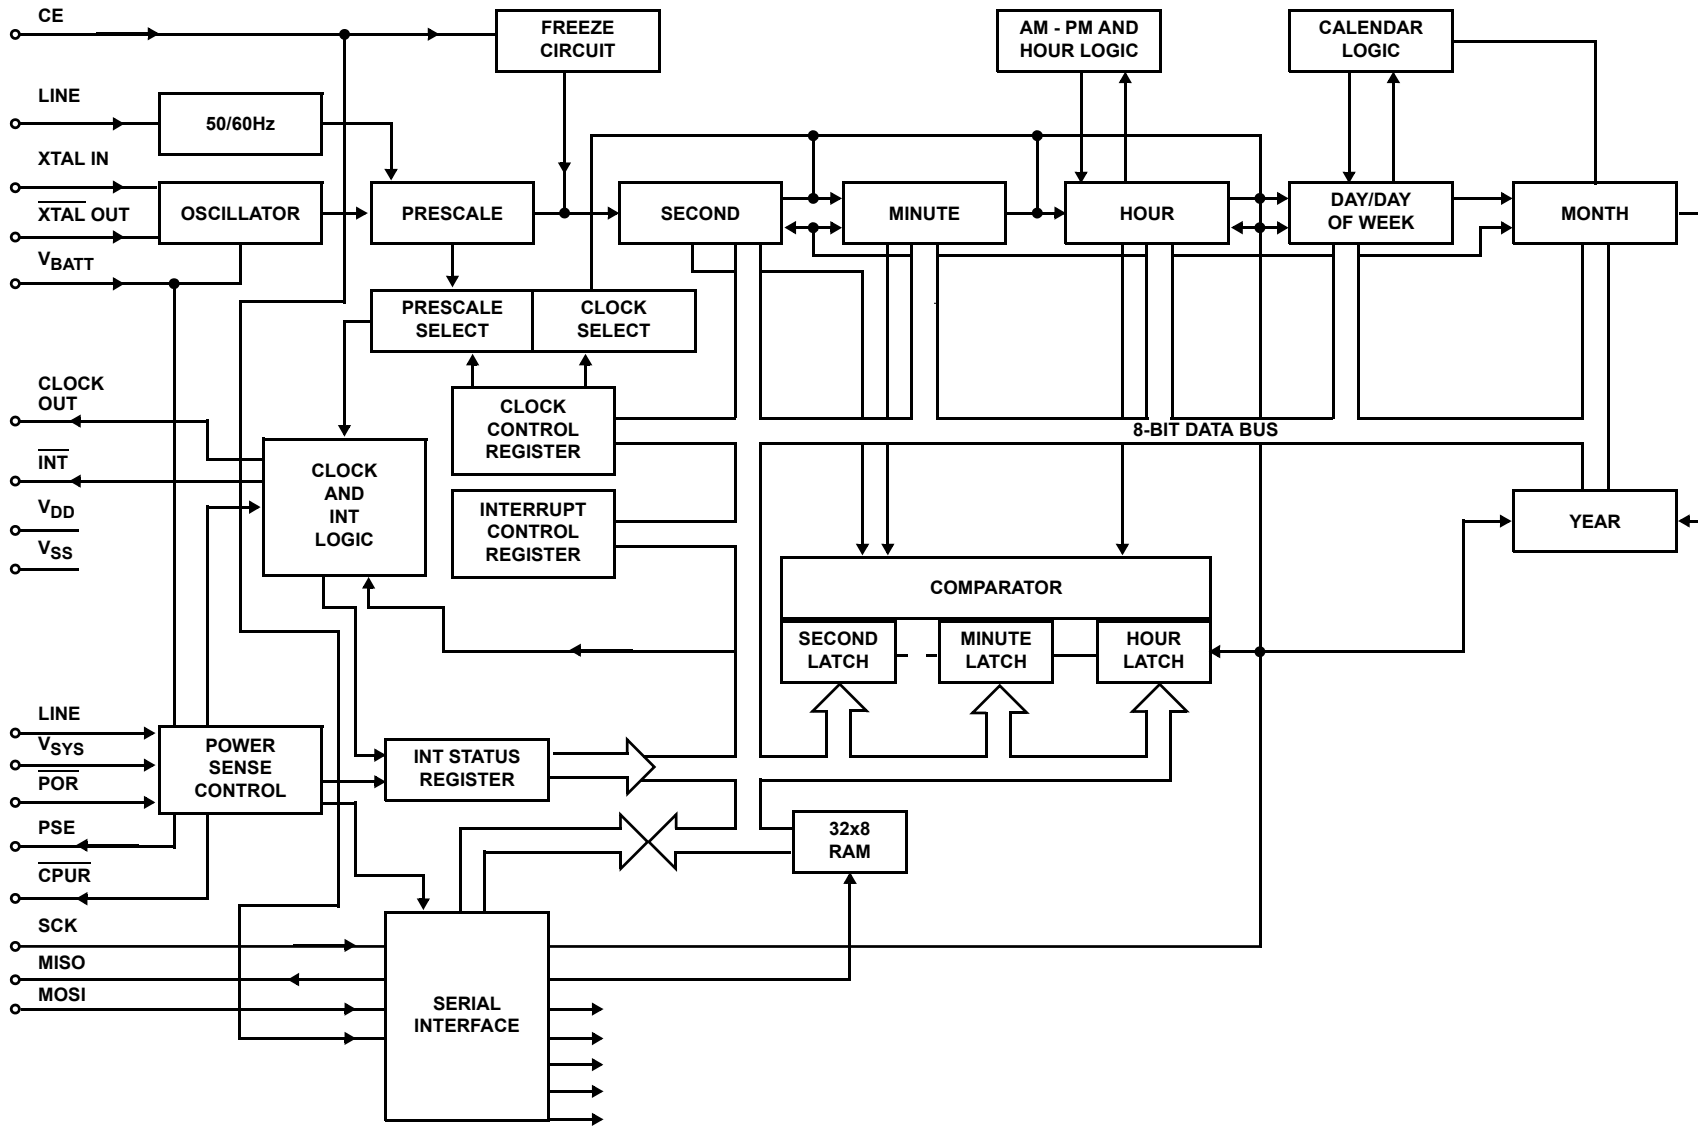 CE
FREEZE
CIRCUIT
AM - PM AND
HOUR LOGIC
CALENDAR
LOGIC
LINE
50/60Hz
XTAL IN
XTAL OUT
OSCILLATOR
PRESCALE
SECOND
MINUTE
HOUR
DAY/DAY
OF WEEK
MONTH
VBATT
PRESCALE
SELECT
CLOCK
SELECT
CLOCK
OUT
CLOCK
CONTROL
REGISTER
8-BIT DATA BUS
INT
CLOCK
AND
INT
LOGIC
VDD
VSS
INTERRUPT
CONTROL
REGISTER
YEAR
COMPARATOR
SECOND
LATCH
MINUTE
LATCH
HOUR
LATCH
LINE
VSYS
POR
POWER
SENSE
CONTROL
INT STATUS
REGISTER
PSE
32x8
RAM
CPUR
SCK
MISO
MOSI
SERIAL
INTERFACE